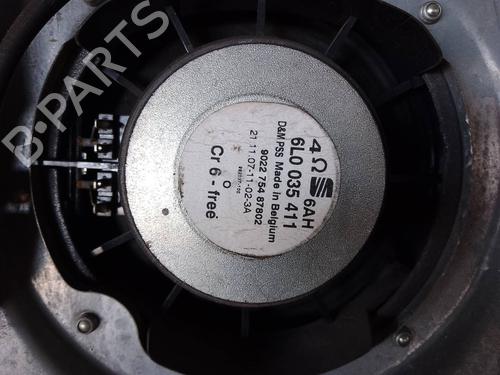 4Ω 6AH
6L0 035 411
D&M PSS Made in Belgium
9022 754 87802
21.11.07-11-02-3A
Cr 6 - free
B-PARTS